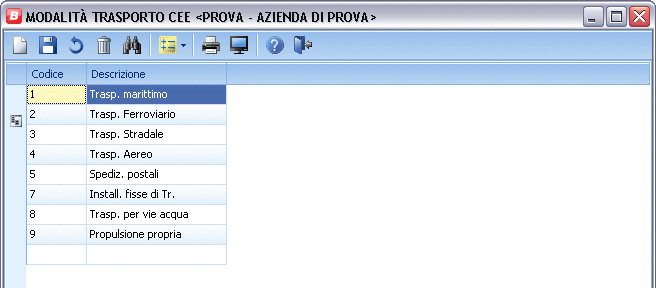 B MODALITÀ TRASPORTO CEE <PROVA - AZIENDA DI PROVA>
Codice Descrizione
1 Trasp. marittimo
2 Trasp. Ferroviario
3 Trasp. Stradale
4 Trasp. Aereo
5 Spediz. postali
7 Install. fisse di Tr.
8 Trasp. per vie acqua
9 Propulsione propria